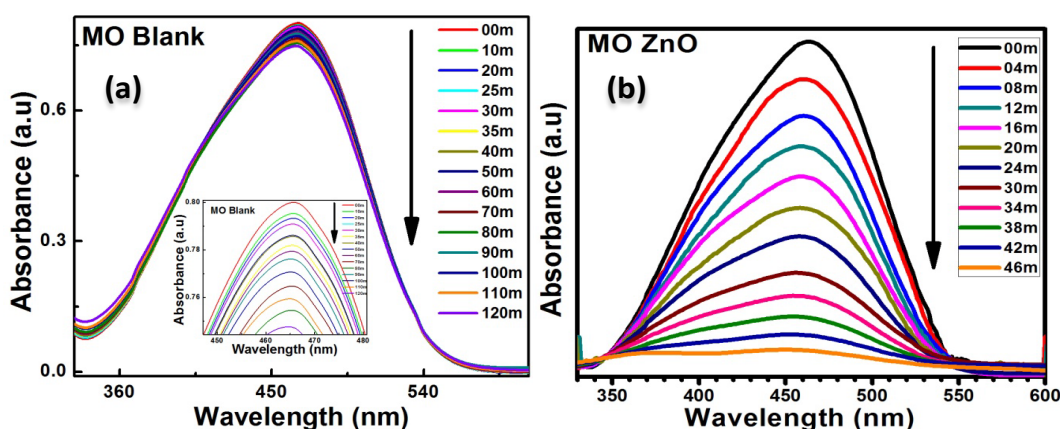 MO Blank
(a)
Absorbance (a.u)
0.6
0.3
0.0
360
450
540
Wavelength (nm)
00m
10m
20m
25m
30m
35m
40m
50m
60m
70m
80m
90m
100m
110m
120m
MO Blank
Absorbance (a.u)
0.80
0.78
0.76
450
460
470
480
Wavelength (nm)
MO ZnO
(b)
Absorbance (a.u)
350
400
450
500
550
600
Wavelength (nm)
00m
04m
08m
12m
16m
20m
24m
30m
34m
38m
42m
46m